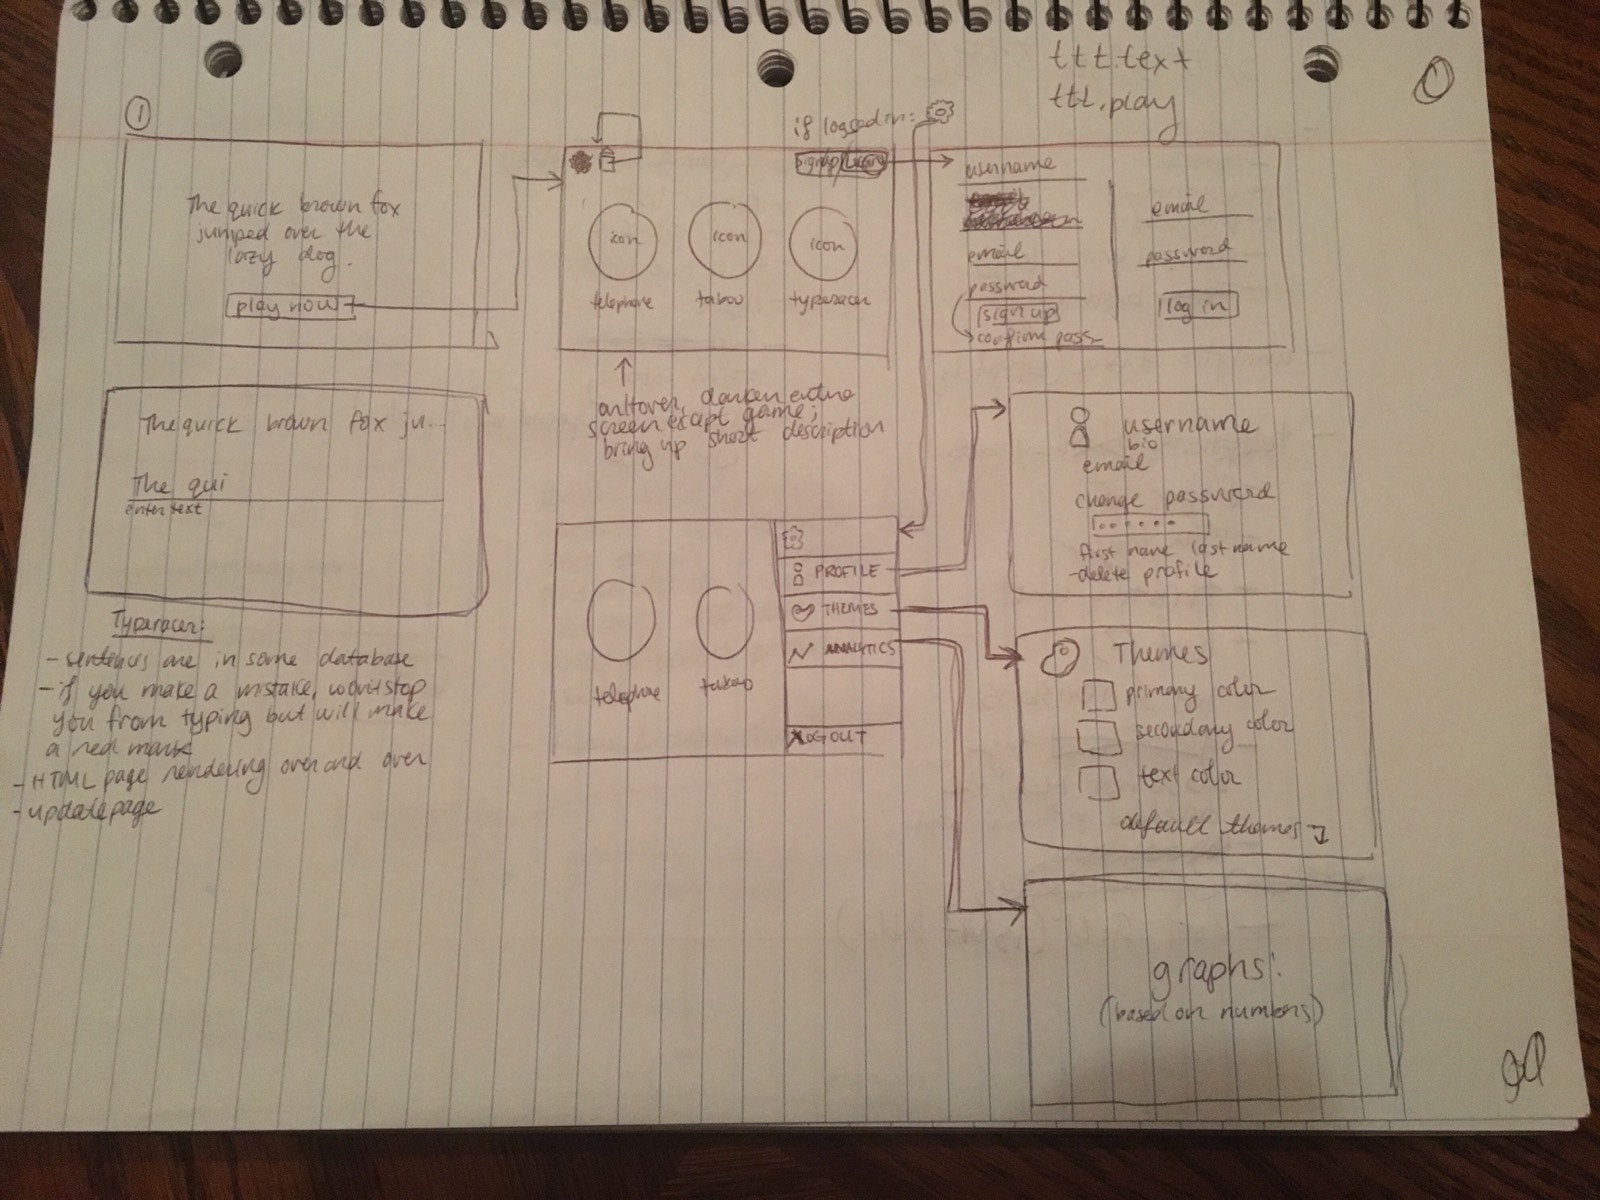 ttt.text
ttt.play
1
The quick brown fox
jumped over the
lazy dog.
play now
if logged in:
signup/
icon
icon
icon
telephone
taboo
typeracer
username
email
password
sign up
confirm pass
email
password
log in
onHover, darken entire
screen except game;
bring up short description
The quick brown fox ju...
The qui
enter text
Typeracer:
- sentences are in some database
- if you make a mistake, won't stop
you from typing but will make
a red mark
- HTML page rendering over and over
- update page
telephone
taboo
PROFILE
THEMES
ANALYTICS
LOGOUT
username
bio
email
change password
first name last name
- delete profile
Themes
primary color
secondary color
text color
default themes
graphs!
(based on numbers)